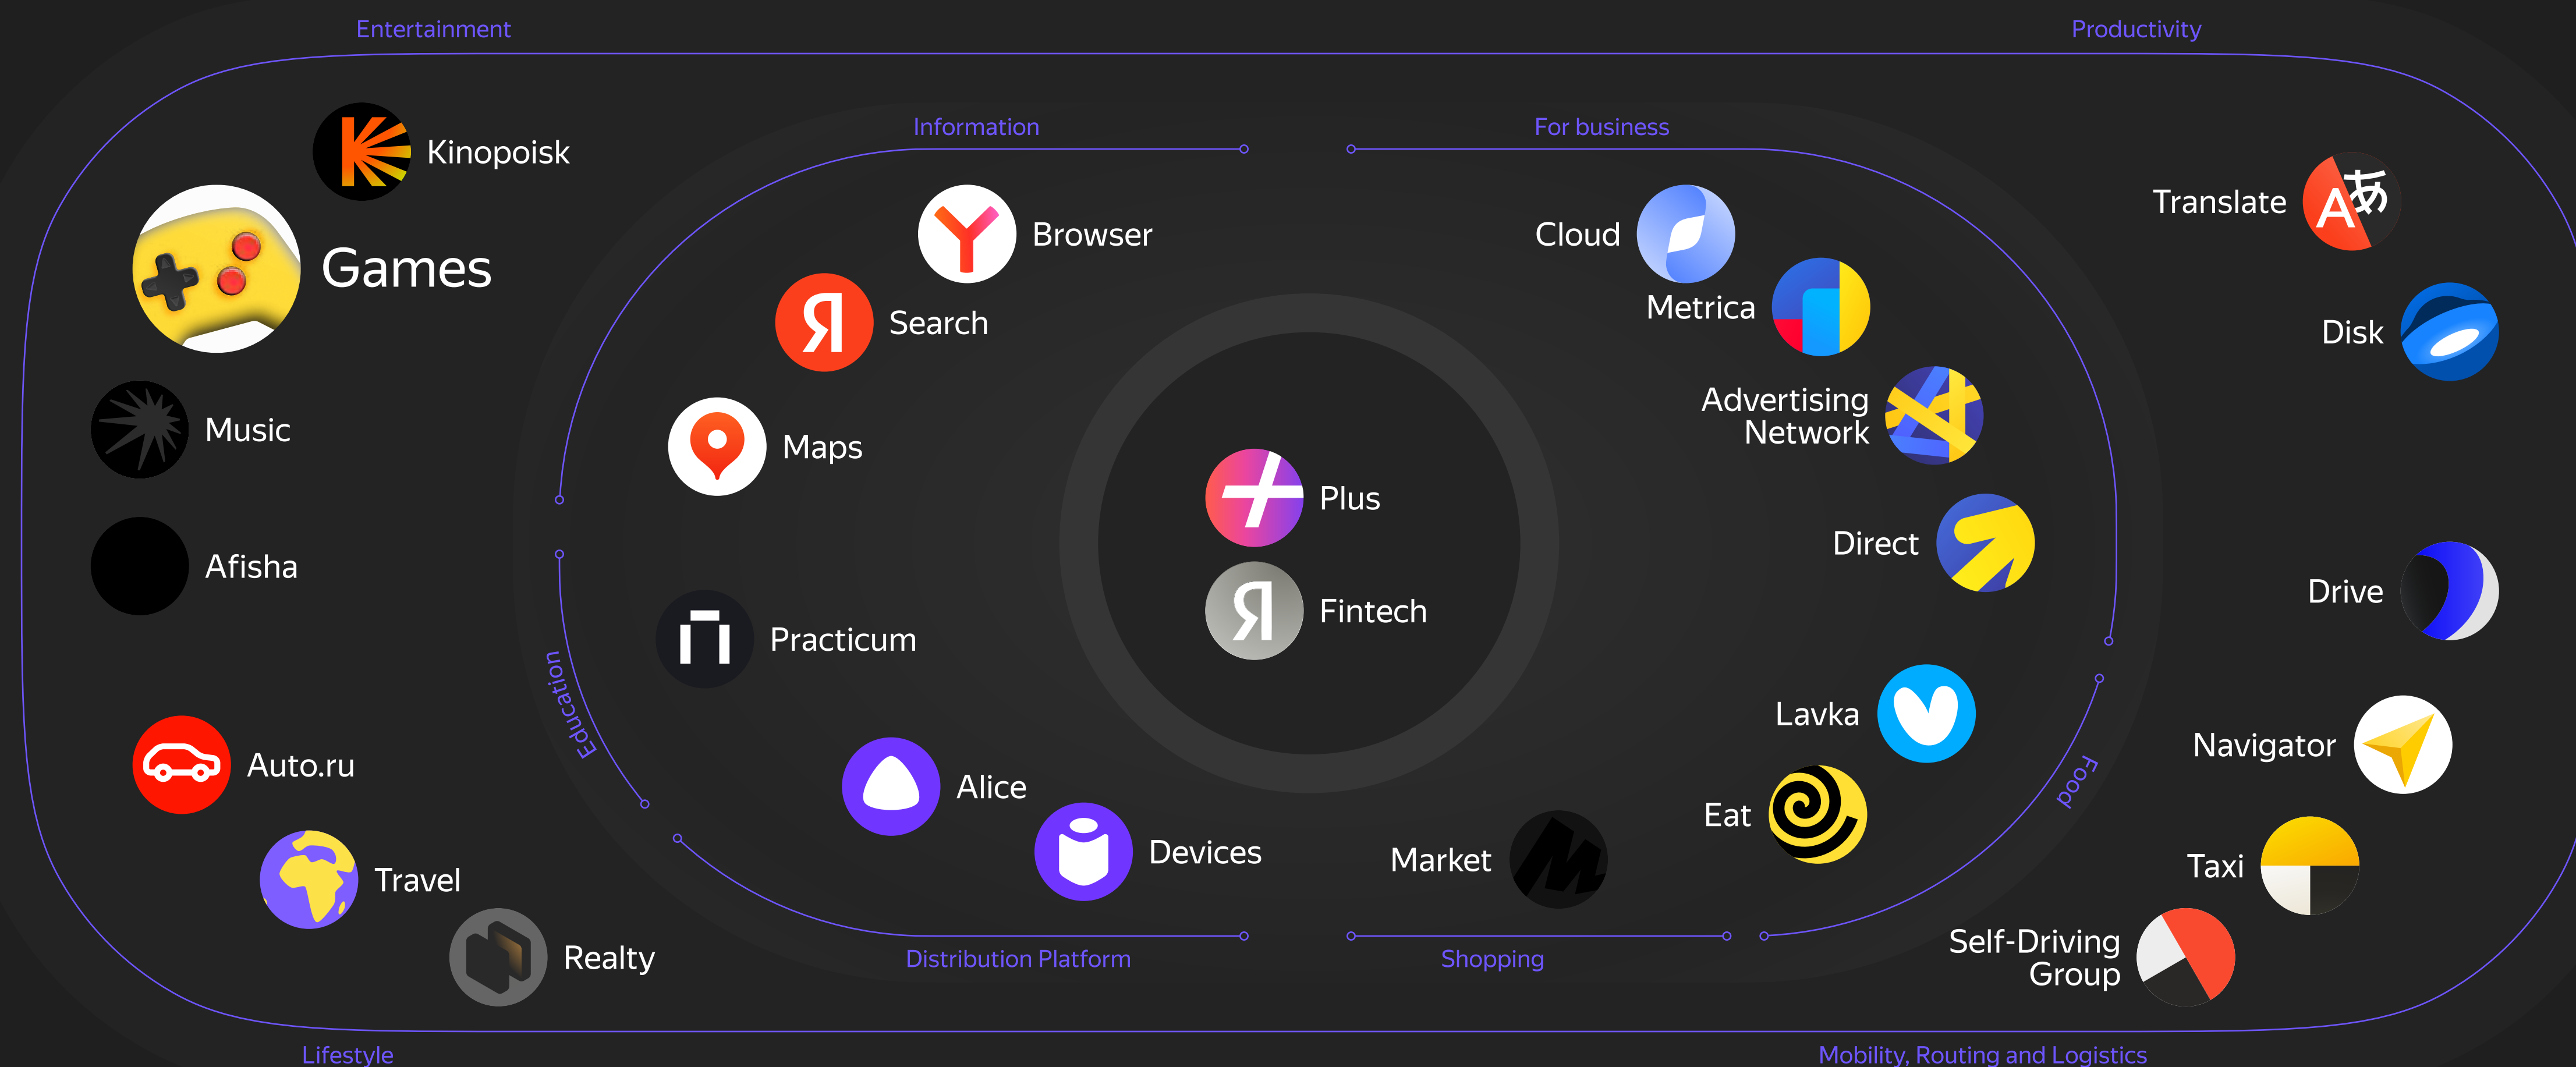 Entertainment
Productivity
Information
For business
Kinopoisk
Games
Music
Afisha
Browser
Search
Maps
Cloud
Metrica
Advertising
Network
Direct
Translate
Disk
Plus
Fintech
Education
Practicum
Alice
Devices
Distribution Platform
Market
Shopping
Lavka
Eat
Food
Auto.ru
Travel
Realty
Lifestyle
Drive
Navigator
Taxi
Self-Driving
Group
Mobility, Routing and Logistics